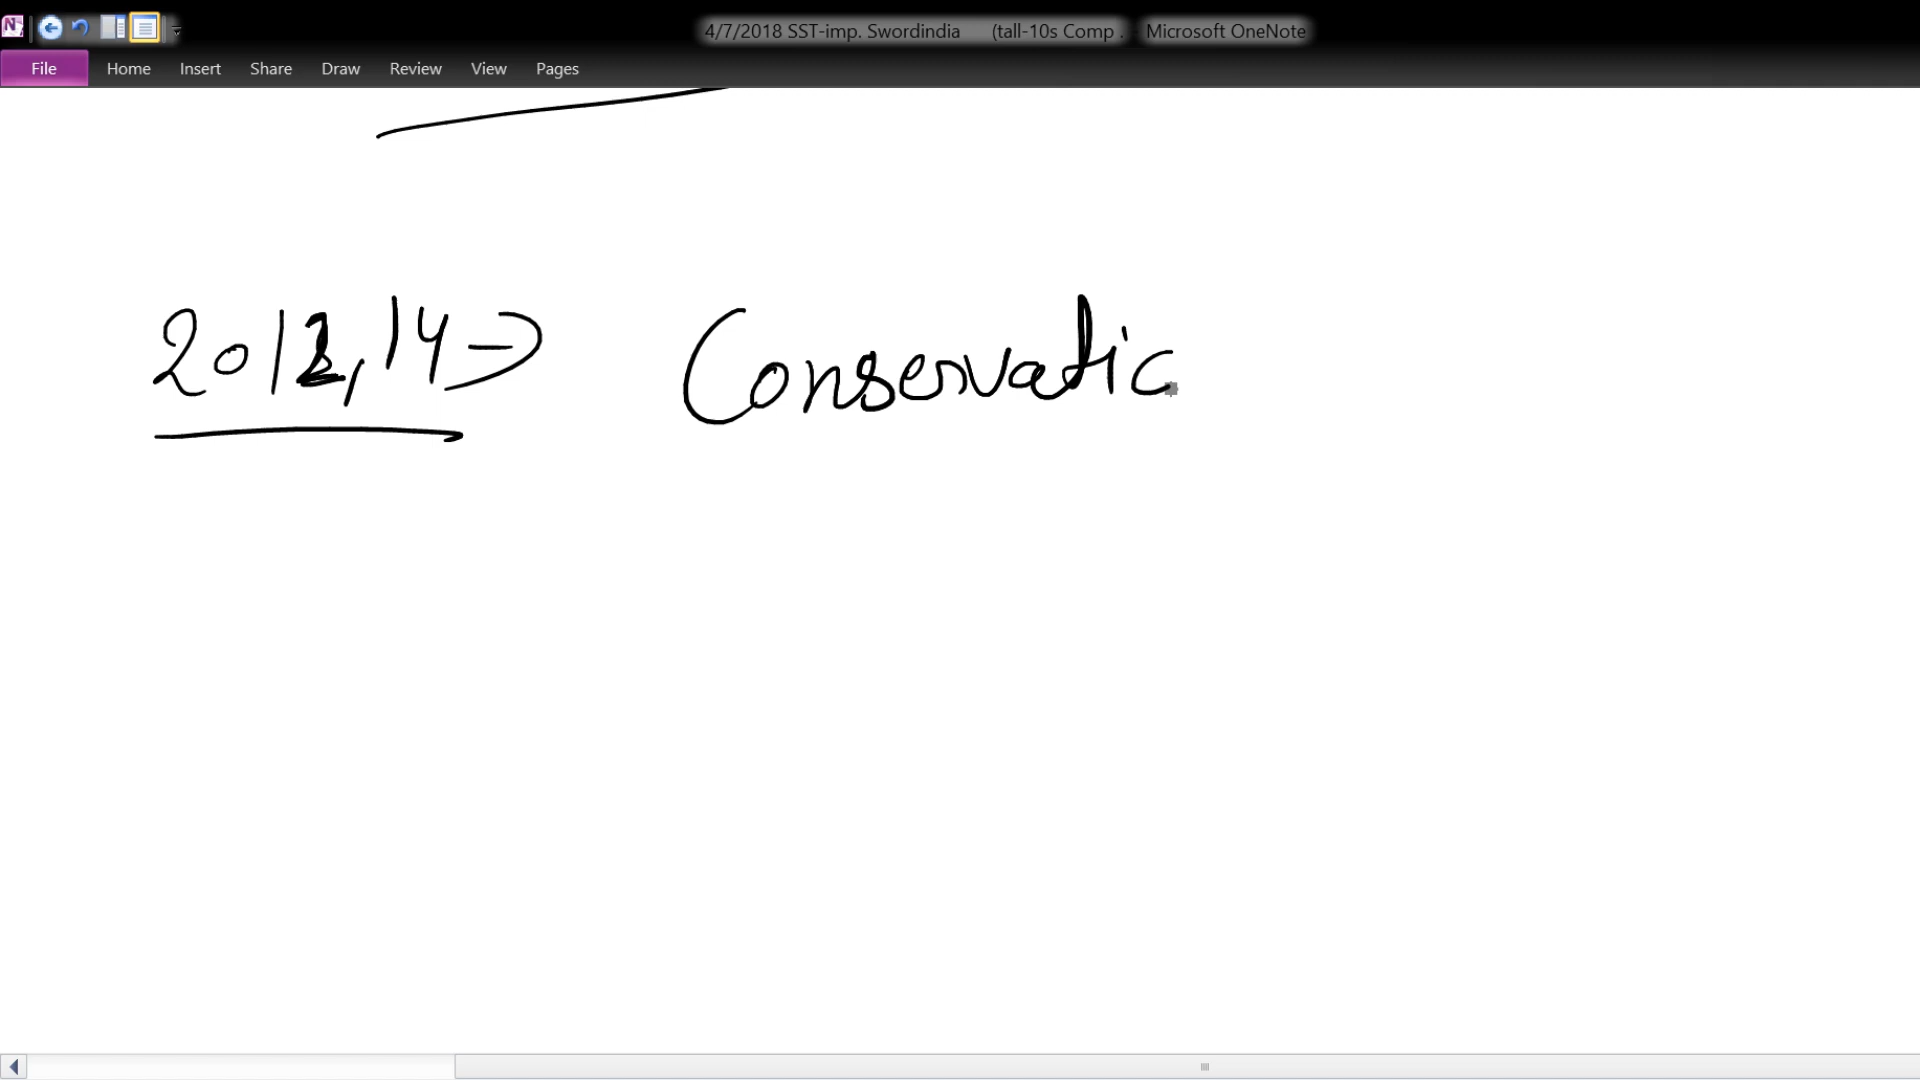 4/7/2018 SST-imp. Swordindia (tall-10s Comp . Microsoft OneNote
File Home Insert Share Draw Review View Pages
2012,14 → Conservatic